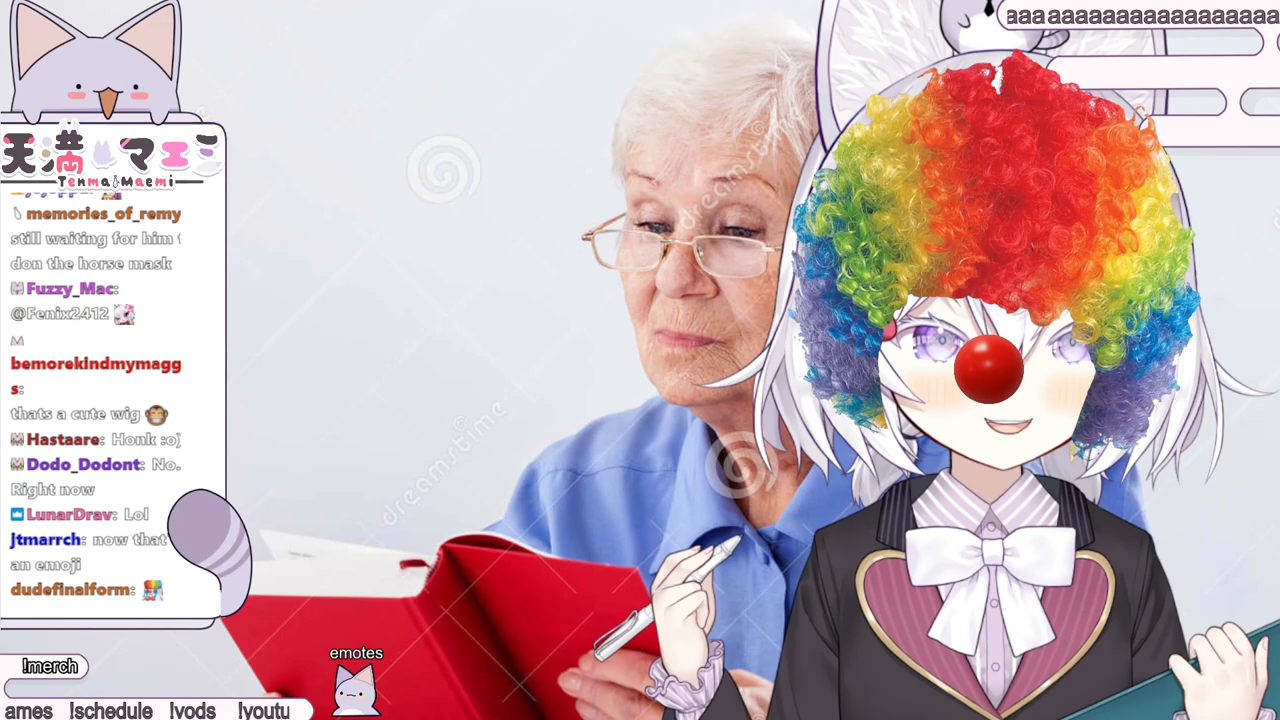 aaa aaaaaaaaaaaaaaaaa
天満 マエミ
Tenma Maemi
memories_of_remy
still waiting for him
don the horse mask
Fuzzy_Mac:
@Fenix2412
bemorekindmymagg
s:
thats a cute wig
Hastaare: Honk :o)
Dodo_Dodont: No.
Right now
LunarDrav: Lol
jtmarrch: now that
an emoji
dudefinalform:
dreamstime
dreamstime
emotes
!merch
ames !schedule !vods !youtu